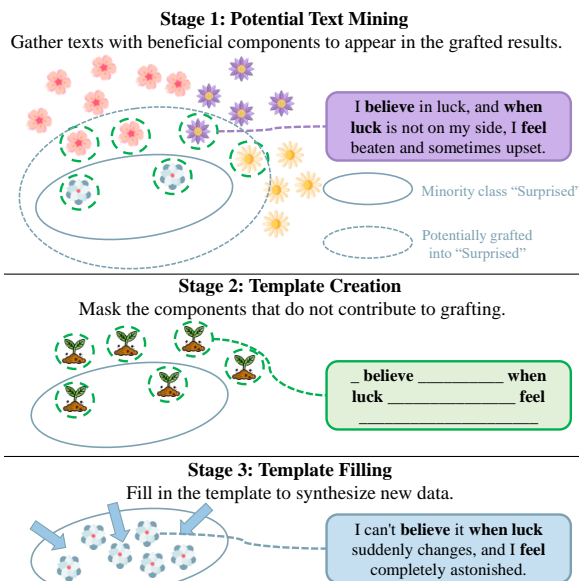 Stage 1: Potential Text Mining
Gather texts with beneficial components to appear in the grafted results.
I believe in luck, and when
luck is not on my side, I feel
beaten and sometimes upset.
Minority class “Surprised”
Potentially grafted
into “Surprised”
Stage 2: Template Creation
Mask the components that do not contribute to grafting.
_ believe __________ when
luck _______________ feel
_____________________
Stage 3: Template Filling
Fill in the template to synthesize new data.
I can't believe it when luck
suddenly changes, and I feel
completely astonished.